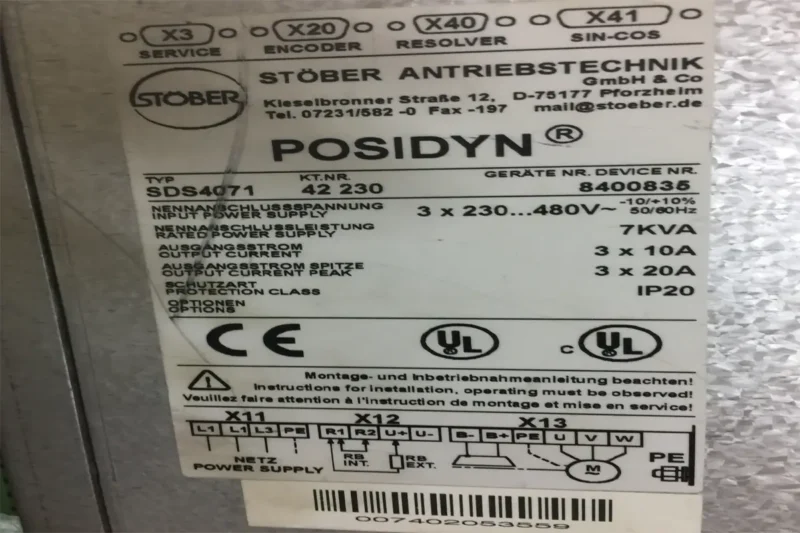 X3 X20 X40 X41
SERVICE ENCODER RESOLVER SIN-COS
STÖBER
STÖBER ANTRIEBSTECHNIK
GmbH & Co
Kieselbronner Straße 12, D-75177 Pforzheim
Tel. 07231/582 -0 Fax -197 mail@stoeber.de
POSIDYN®
TYP KT.NR. GERÄTE NR. DEVICE NR.
SDS4071 42 230 8400835
NENNANSCHLUSSSPANNUNG
INPUT POWER SUPPLY 3 x 230...480V~ -10/+10% 50/60Hz
NENNANSCHLUSSLEISTUNG
RATED POWER SUPPLY 7KVA
AUSGANGSSTROM
OUTPUT CURRENT 3 x 10A
AUSGANGSSTROM SPITZE
OUTPUT CURRENT PEAK 3 x 20A
SCHUTZART
PROTECTION CLASS IP20
OPTIONEN
OPTIONS
CE UL c UL
Montage- und Inbetriebnahmeanleitung beachten!
Instructions for installation, operating must be observed!
Veuillez faire attention à l'instruction de montage et mise en service!
X11 X12 X13
L1 L1 L3 PE R1 R2 U+ U- B- B+ PE U V W
NETZ
POWER SUPPLY
RB
INT.
RB
EXT.
M
PE
007402053559